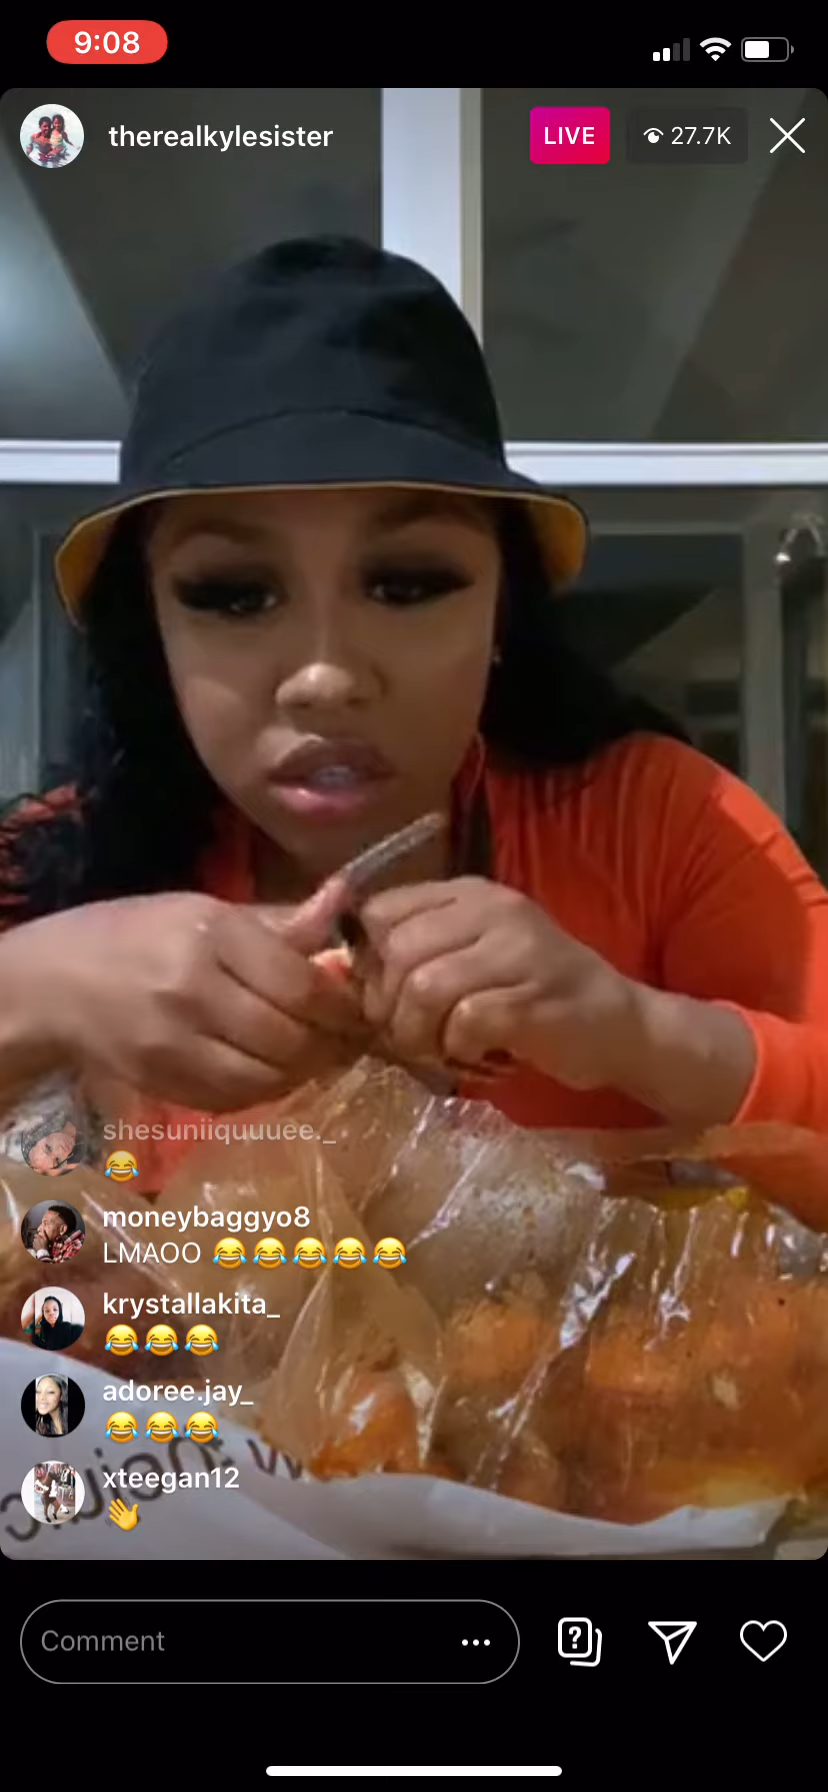 9:08
therealkylesister
LIVE
27.7K
shesuniiquuuee._
😂
moneybaggyo8
LMAOO 😂😂😂😂😂
krystallakita_
😂😂😂
adoree.jay_
😂😂😂
xteegan12
👋
Comment